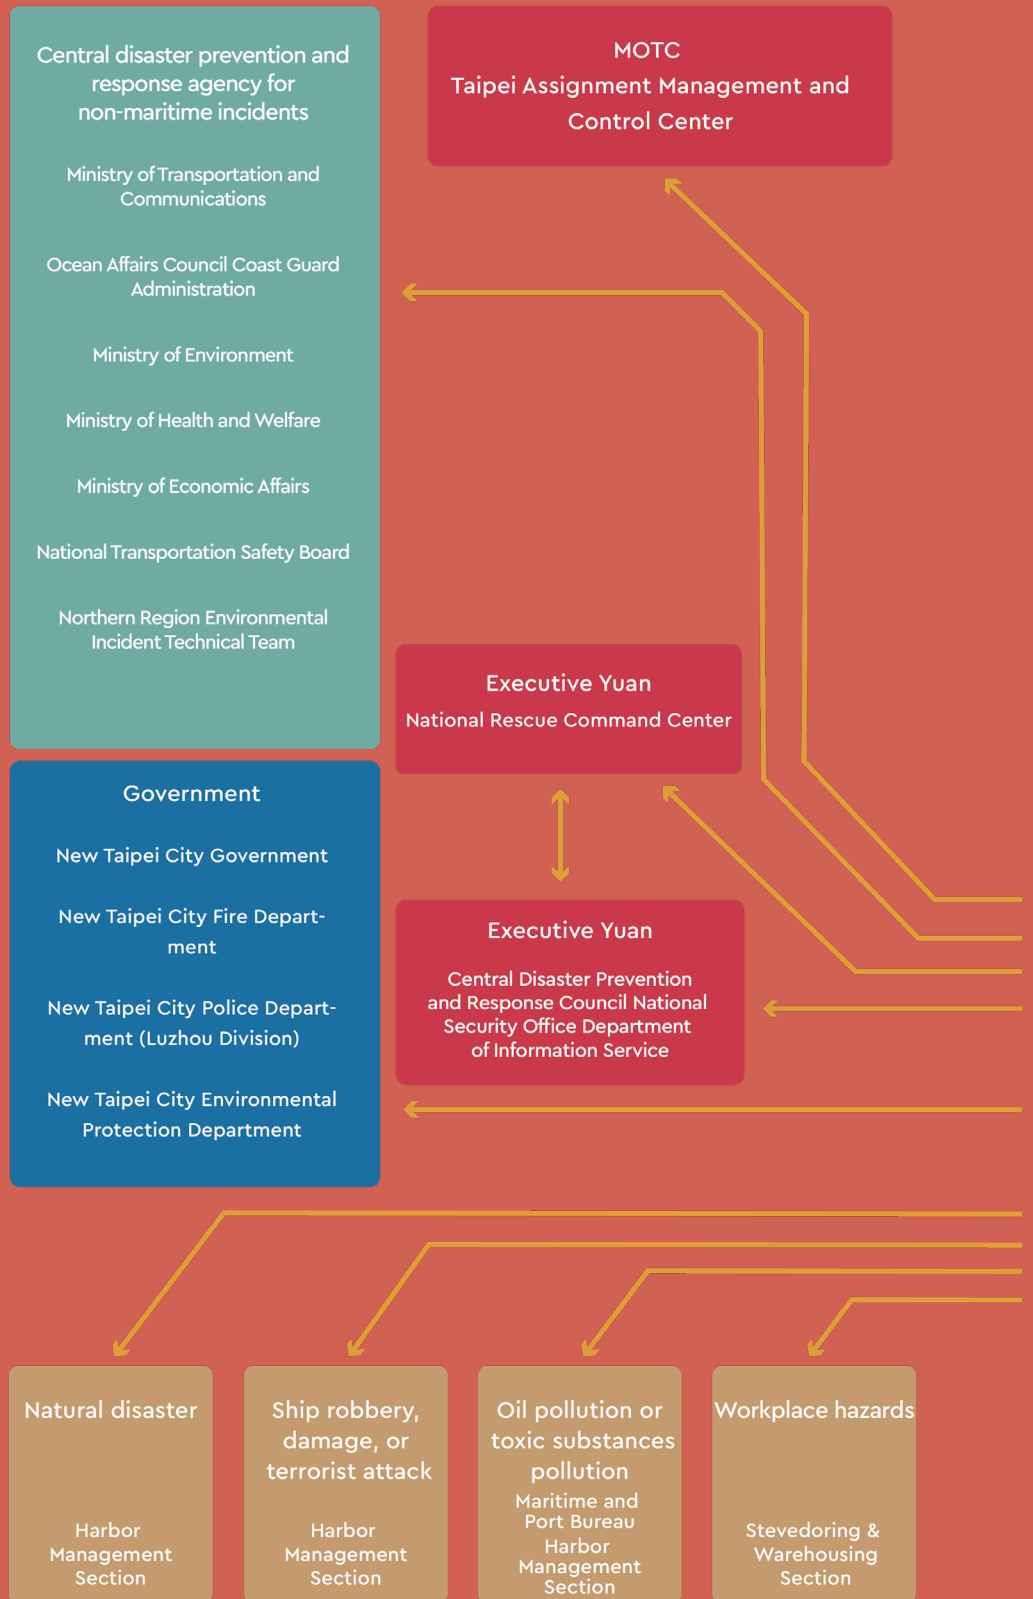 Central disaster prevention and
response agency for
non-maritime incidents
Ministry of Transportation and
Communications
Ocean Affairs Council Coast Guard
Administration
Ministry of Environment
Ministry of Health and Welfare
Ministry of Economic Affairs
National Transportation Safety Board
Northern Region Environmental
Incident Technical Team
MOTC
Taipei Assignment Management and
Control Center
Executive Yuan
National Rescue Command Center
Government
New Taipei City Government
New Taipei City Fire Depart-
ment
New Taipei City Police Depart-
ment (Luzhou Division)
New Taipei City Environmental
Protection Department
Executive Yuan
Central Disaster Prevention
and Response Council National
Security Office Department
of Information Service
Natural disaster
Harbor
Management
Section
Ship robbery,
damage, or
terrorist attack
Harbor
Management
Section
Oil pollution or
toxic substances
pollution
Maritime and
Port Bureau
Harbor
Management
Section
Workplace hazards
Stevedoring &
Warehousing
Section